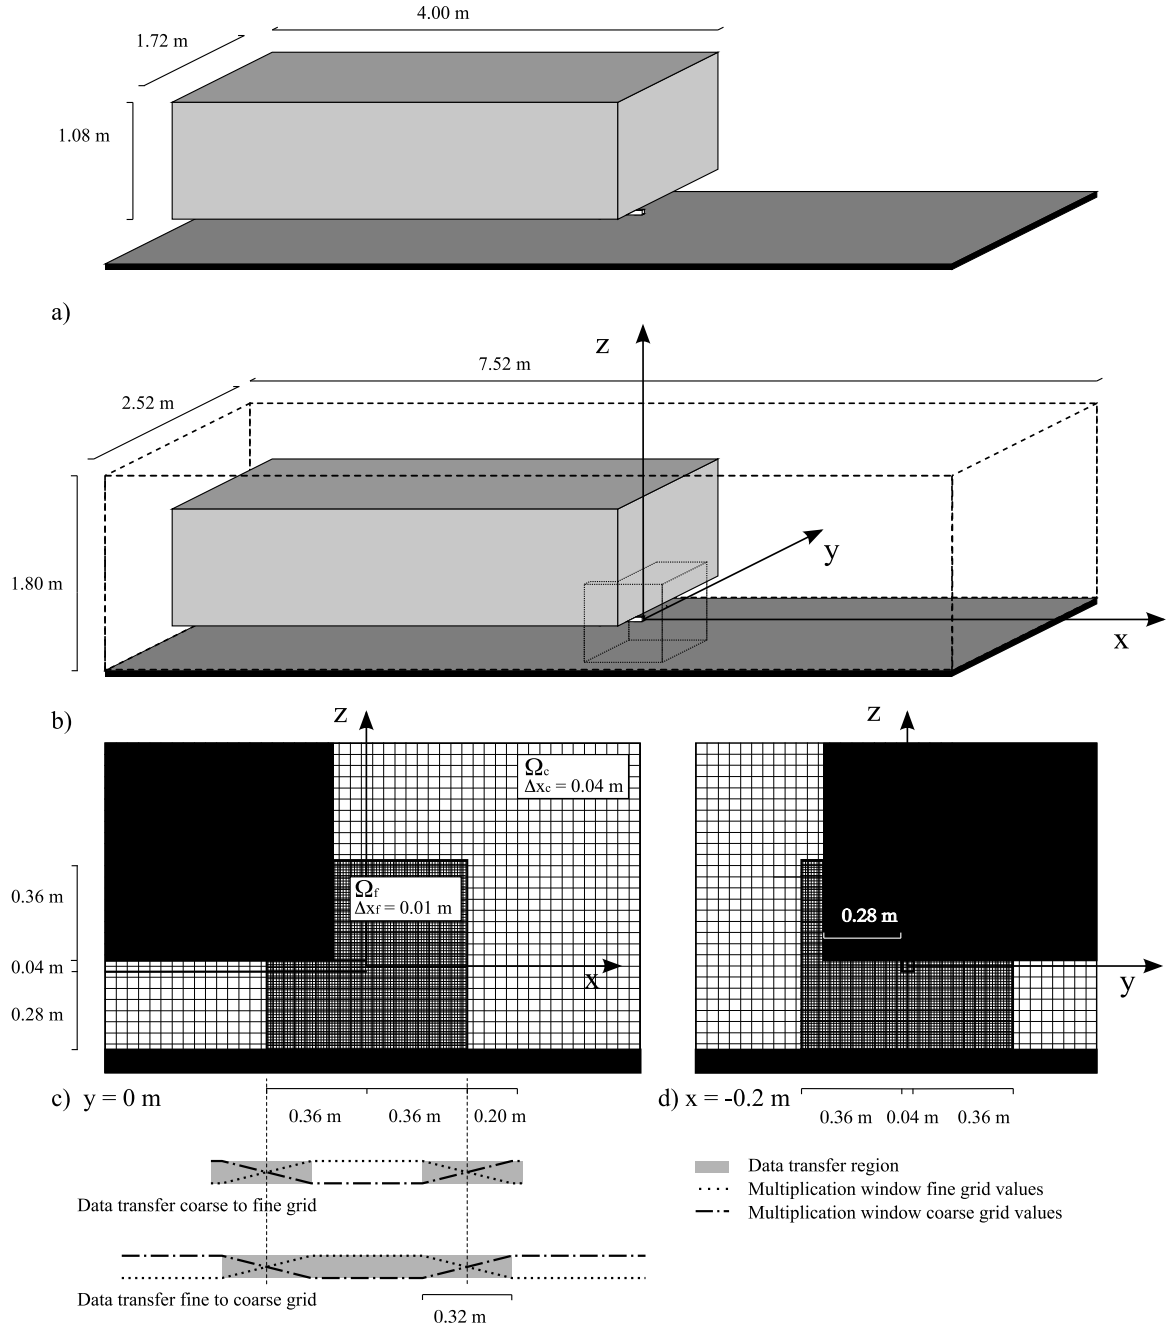 4.00 m
1.72 m
1.08 m
a)
z
7.52 m
2.52 m
y
1.80 m
x
b)
z
z
Ωc
Δxc = 0.04 m
0.36 m
Ωf
Δxf = 0.01 m
0.28 m
0.04 m
x
y
0.28 m
c) y = 0 m
d) x = -0.2 m
0.36 m
0.36 m
0.20 m
0.36 m
0.04 m
0.36 m
Data transfer region
Multiplication window fine grid values
Data transfer coarse to fine grid
Multiplication window coarse grid values
Data transfer fine to coarse grid
0.32 m